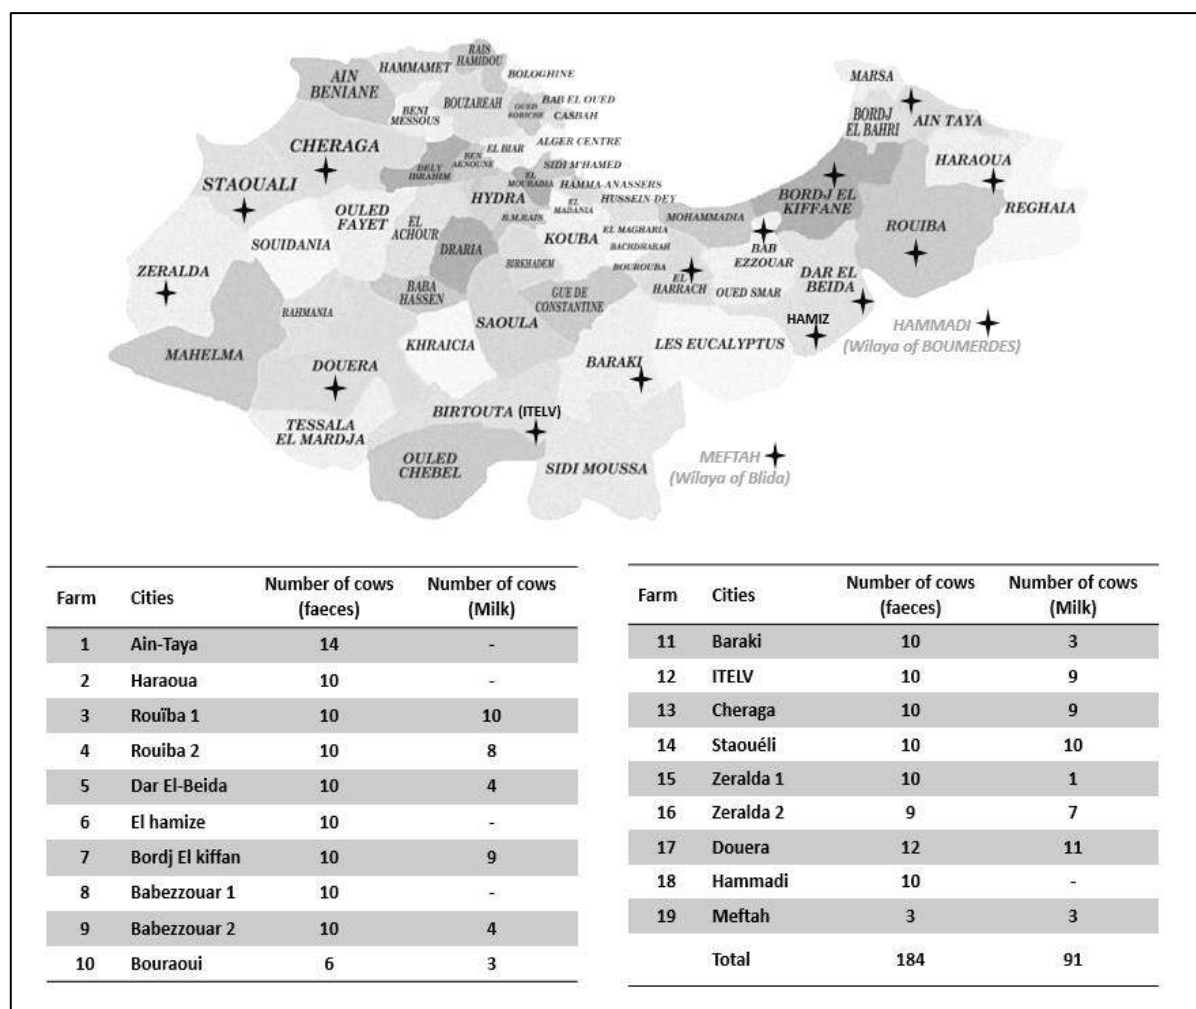 RAIS
HAMIDOU
HAMMAMET
BOLOGHINE
AIN
BENIANE
BOUZAREAH
BENI
MESSOUS
OUED
KORICHE
BAB EL OUED
CASBAH
CHERAGA
ALGER CENTRE
EL BIAR
BEN
AKNOUNE
DELY
IBRAHIM
SIDI M'HAMED
EL
MOURADIA
STAOUALI
HAMMA-ANASSERS
HYDRA
EL
MADANIA
HUSSEIN-DEY
OULED
FAYET
B.M.RAIS
EL
ACHOUR
SOUIDANIA
KOUBA
EL MAGHARIA
DRARIA
BACHDJARAH
BIRKHADEM
BOUROUBA
ZERALDA
BABA
HASSEN
GUE DE
CONSTANTINE
EL
HARRACH
OUED SMAR
RAHMANIA
SAOULA
MAHELMA
KHRAICIA
DOUERA
BARAKI
LES EUCALYPTUS
BIRTOUTA (ITELV)
TESSALA
EL MARDJA
OULED
CHEBEL
SIDI MOUSSA
MARSA
BORDJ
EL BAHRI
AIN TAYA
HARAOUA
BORDJ EL
KIFFANE
REGHAIA
MOHAMMADIA
ROUIBA
BAB
EZZOUAR
DAR EL
BEIDA
HAMIZ
HAMMADI
(Wilaya of BOUMERDES)
MEFTAH
(Wilaya of Blida)
Farm Cities Number of cows (faeces) Number of cows (Milk)
1 Ain-Taya 14 -
2 Haraoua 10 -
3 Rouïba 1 10 10
4 Rouiba 2 10 8
5 Dar El-Beida 10 4
6 El hamize 10 -
7 Bordj El kiffan 10 9
8 Babezzouar 1 10 -
9 Babezzouar 2 10 4
10 Bouraoui 6 3
Farm Cities Number of cows (faeces) Number of cows (Milk)
11 Baraki 10 3
12 ITELV 10 9
13 Cheraga 10 9
14 Staouéli 10 10
15 Zeralda 1 10 1
16 Zeralda 2 9 7
17 Douera 12 11
18 Hammadi 10 -
19 Meftah 3 3
Total 184 91